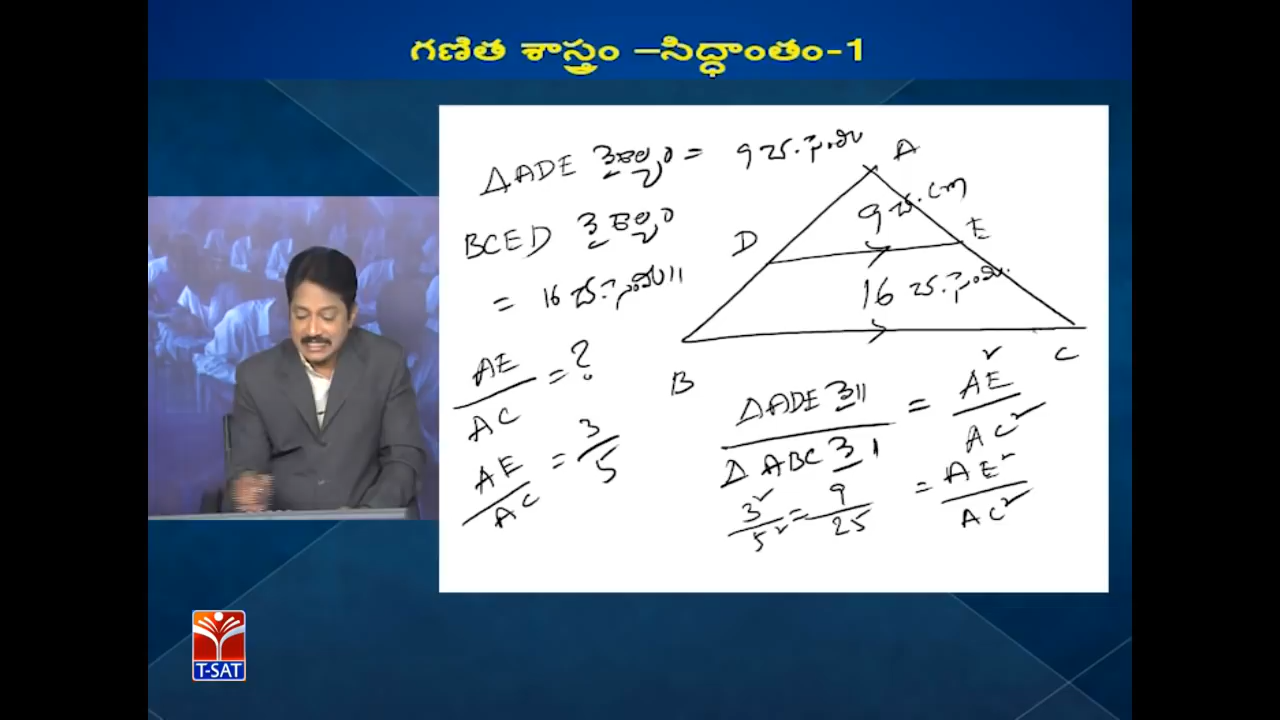 గణిత శాస్త్రం –సిద్ధాంతం-1
ΔADE వైశాల్యం = 9 చ.సెంమీ
BCED వైశాల్యం
= 16 చ.సెంమీ॥
AE/AC = ?
AE/AC = 3/5
A
9 చ.cm
D
E
16 చ.సెంమీ.
B
C
ΔADE వై॥/ΔABC వై। = AE²/AC²
3²/5² = 9/25 = AE²/AC²
T-SAT